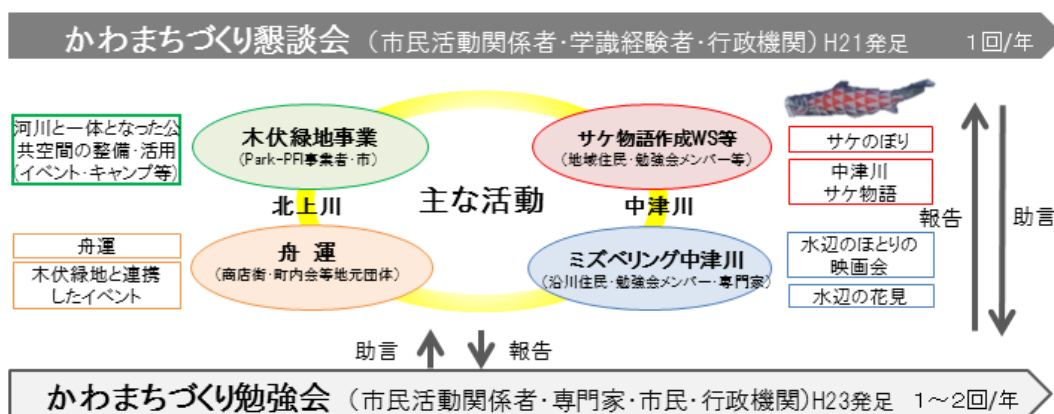 かわまちづくり懇談会 (市民活動関係者・学識経験者・行政機関)H21発足 1回/年
河川と一体となった公
共空間の整備・活用
(イベント・キャンプ等)
木伏緑地事業
(Park-PFI事業者・市)
サケ物語作成WS等
(地域住民・勉強会メンバー等)
サケのぼり
中津川
サケ物語
北上川
主な活動
中津川
報告
助言
舟運
木伏緑地と連携
したイベント
舟 運
(商店街・町内会等地元団体)
ミズベリング中津川
(沿川住民・勉強会メンバー・専門家)
水辺のほとりの
映画会
水辺の花見
助言
報告
かわまちづくり勉強会 (市民活動関係者・専門家・市民・行政機関)H23発足 1~2回/年